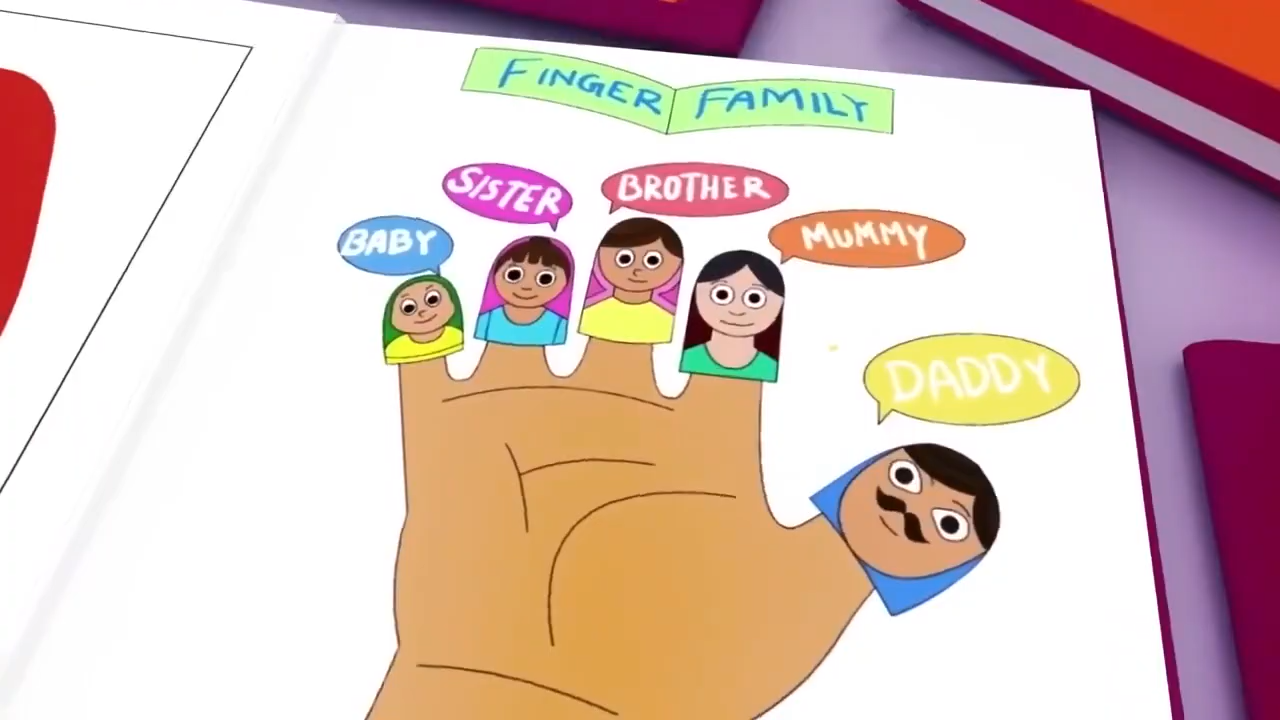 FINGER FAMILY
SISTER
BROTHER
BABY
MUMMY
DADDY